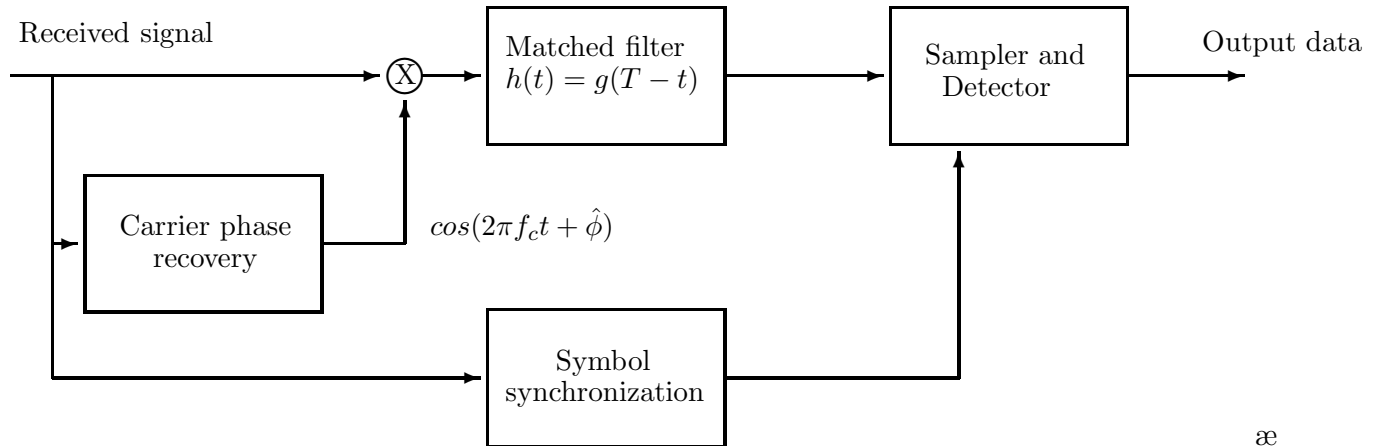 Received signal
X
Matched filter
h(t) = g(T − t)
Sampler and
Detector
Output data
Carrier phase
recovery
cos(2πf_ct + φ̂)
Symbol
synchronization
æ